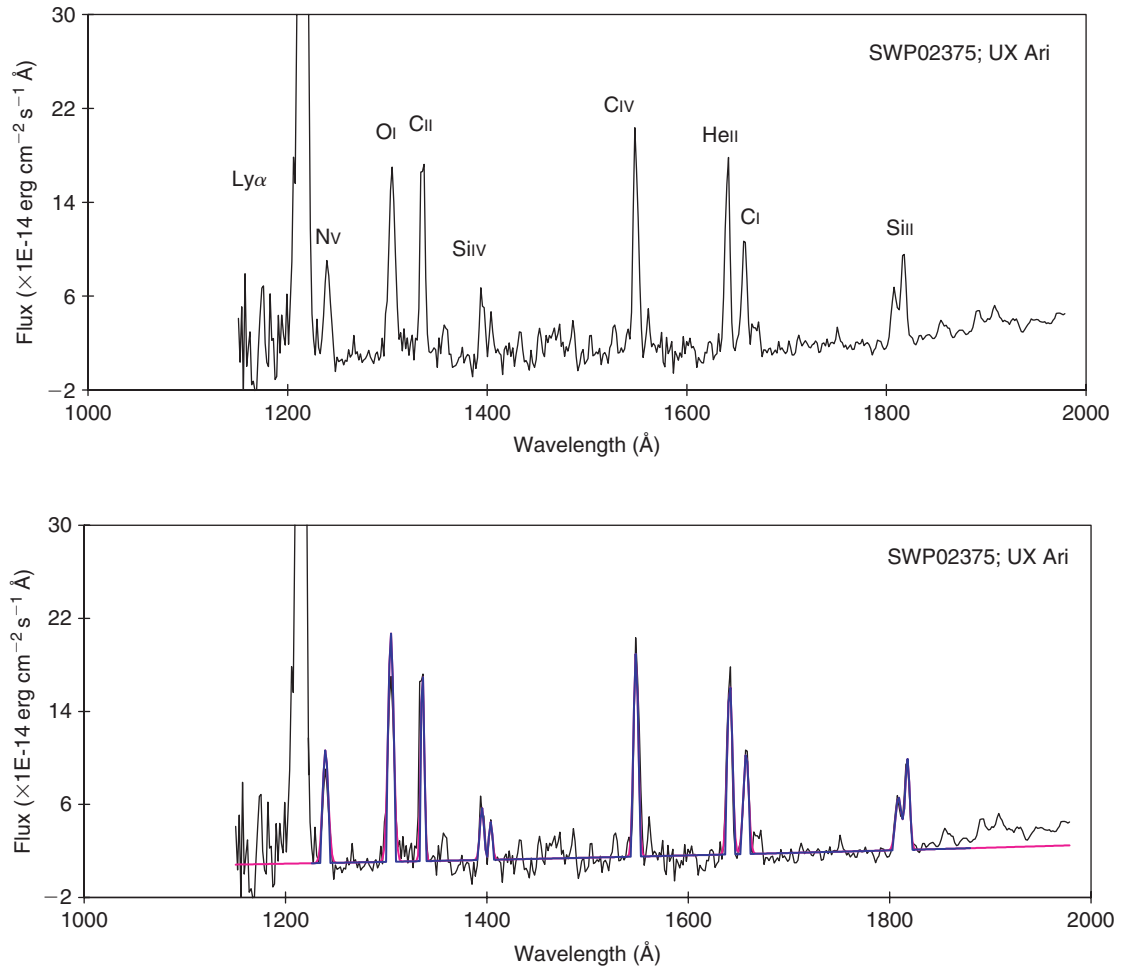 30
22
14
6
−2
Flux (×1E-14 erg cm−2 s−1 Å)
SWP02375; UX Ari
Lyα
NV
OI
CII
SiIV
CIV
HeII
CI
SiII
1000
1200
1400
1600
1800
2000
Wavelength (Å)
30
22
14
6
−2
Flux (×1E-14 erg cm−2 s−1 Å)
SWP02375; UX Ari
1000
1200
1400
1600
1800
2000
Wavelength (Å)